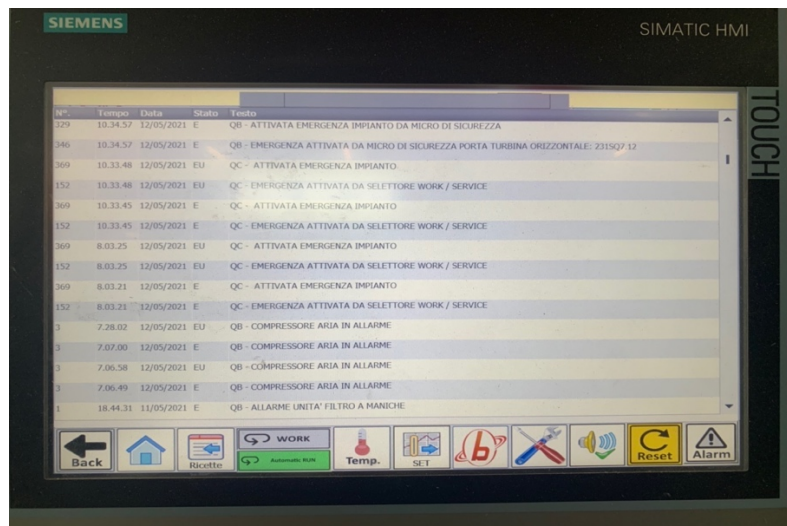 SIEMENS
SIMATIC HMI
TOUCH
Nº. Tempo Data Stato Testo
329 10.34.57 12/05/2021 E QB - ATTIVATA EMERGENZA IMPIANTO DA MICRO DI SICUREZZA
346 10.34.57 12/05/2021 E QB - EMERGENZA ATTIVATA DA MICRO DI SICUREZZA PORTA TURBINA ORIZZONTALE: 231SQ7.12
369 10.33.48 12/05/2021 EU QC - ATTIVATA EMERGENZA IMPIANTO
152 10.33.48 12/05/2021 EU QC - EMERGENZA ATTIVATA DA SELETTORE WORK / SERVICE
369 10.33.45 12/05/2021 E QC - ATTIVATA EMERGENZA IMPIANTO
152 10.33.45 12/05/2021 E QC - EMERGENZA ATTIVATA DA SELETTORE WORK / SERVICE
369 8.03.25 12/05/2021 EU QC - ATTIVATA EMERGENZA IMPIANTO
152 8.03.25 12/05/2021 EU QC - EMERGENZA ATTIVATA DA SELETTORE WORK / SERVICE
369 8.03.21 12/05/2021 E QC - ATTIVATA EMERGENZA IMPIANTO
152 8.03.21 12/05/2021 E QC - EMERGENZA ATTIVATA DA SELETTORE WORK / SERVICE
3 7.28.02 12/05/2021 EU QB - COMPRESSORE ARIA IN ALLARME
3 7.07.00 12/05/2021 E QB - COMPRESSORE ARIA IN ALLARME
3 7.06.58 12/05/2021 EU QB - COMPRESSORE ARIA IN ALLARME
3 7.06.49 12/05/2021 E QB - COMPRESSORE ARIA IN ALLARME
1 18.44.31 11/05/2021 E QB - ALLARME UNITA' FILTRO A MANICHE
Back
Ricette
WORK
Automatic RUN
Temp.
SET
b
Reset
Alarm